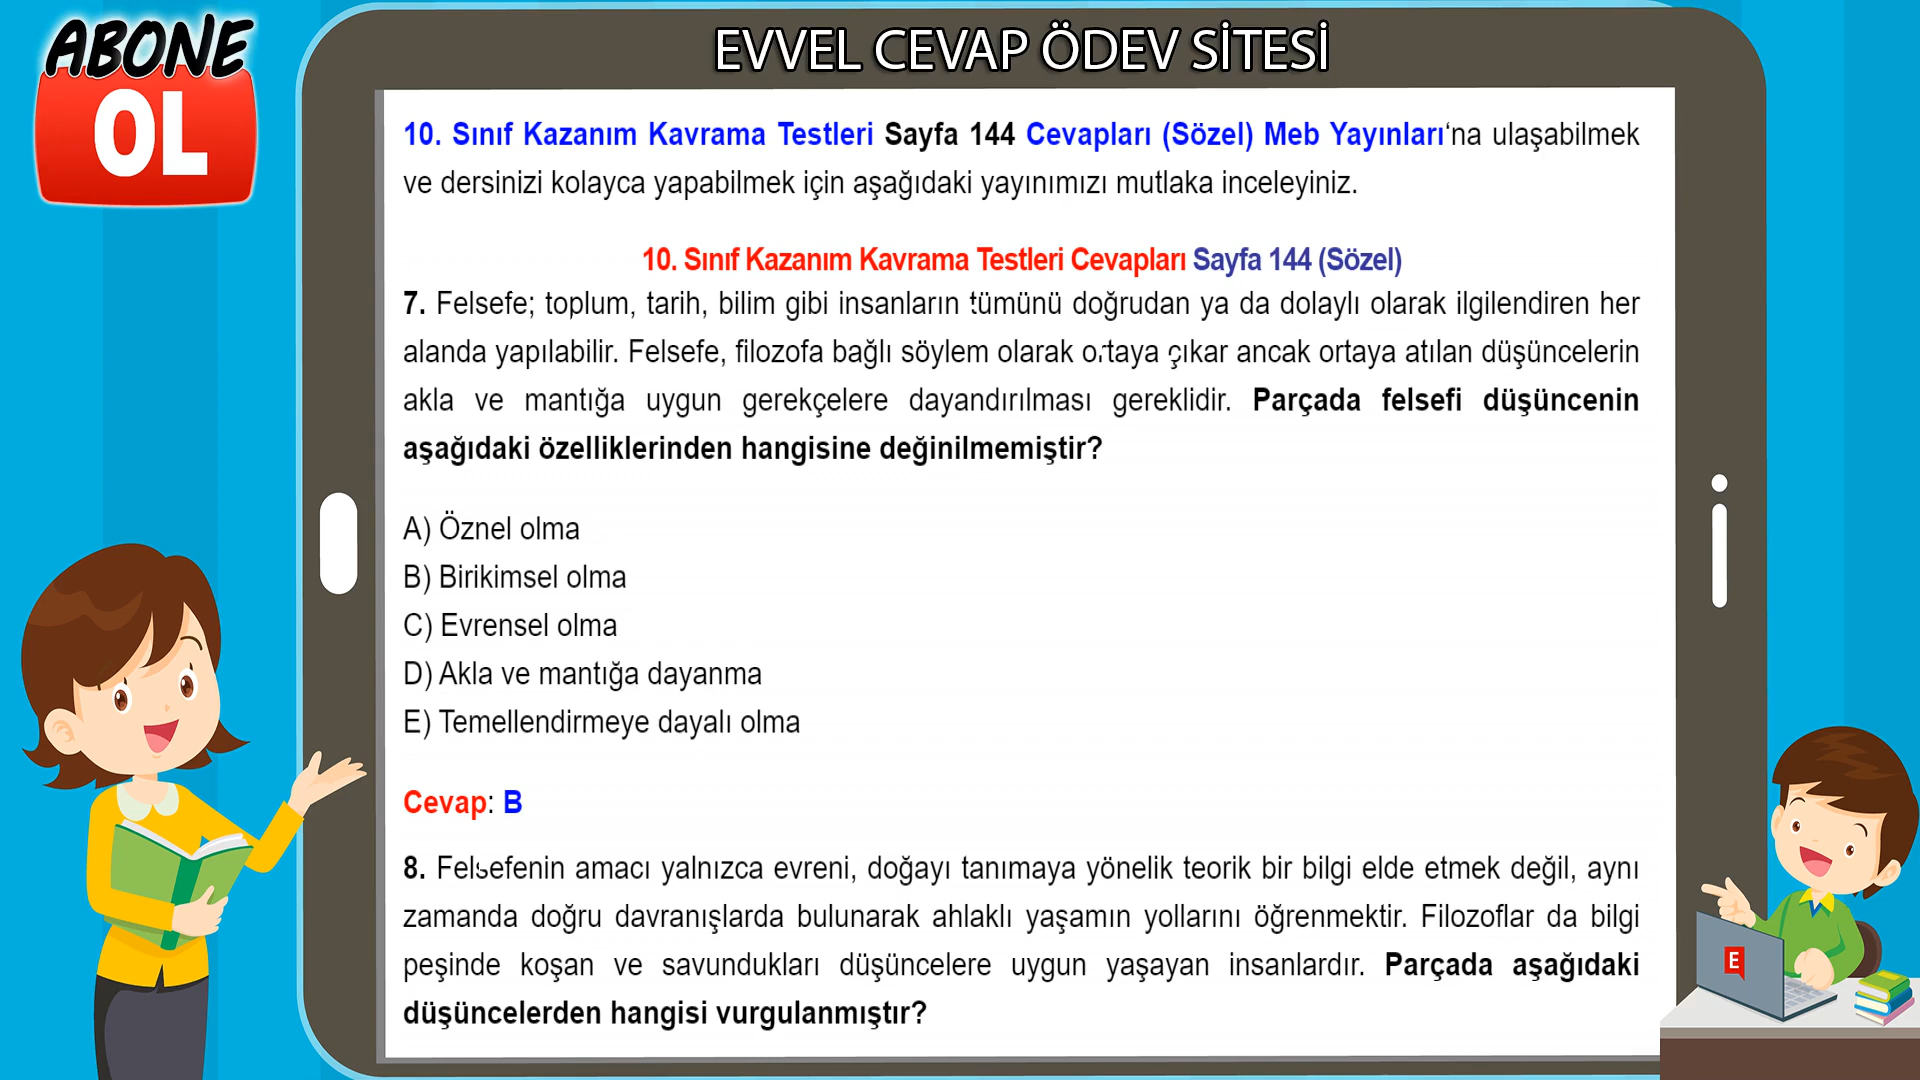 ABONE
OL
EVVEL CEVAP ÖDEV SİTESİ
10. Sınıf Kazanım Kavrama Testleri Sayfa 144 Cevapları (Sözel) Meb Yayınları‘na ulaşabilmek
ve dersinizi kolayca yapabilmek için aşağıdaki yayınımızı mutlaka inceleyiniz.
10. Sınıf Kazanım Kavrama Testleri Cevapları Sayfa 144 (Sözel)
7. Felsefe; toplum, tarih, bilim gibi insanların tümünü doğrudan ya da dolaylı olarak ilgilendiren her
alanda yapılabilir. Felsefe, filozofa bağlı söylem olarak ortaya çıkar ancak ortaya atılan düşüncelerin
akla ve mantığa uygun gerekçelere dayandırılması gereklidir. Parçada felsefi düşüncenin
aşağıdaki özelliklerinden hangisine değinilmemiştir?
A) Öznel olma
B) Birikimsel olma
C) Evrensel olma
D) Akla ve mantığa dayanma
E) Temellendirmeye dayalı olma
Cevap: B
8. Felsefenin amacı yalnızca evreni, doğayı tanımaya yönelik teorik bir bilgi elde etmek değil, aynı
zamanda doğru davranışlarda bulunarak ahlaklı yaşamın yollarını öğrenmektir. Filozoflar da bilgi
peşinde koşan ve savundukları düşüncelere uygun yaşayan insanlardır. Parçada aşağıdaki
düşüncelerden hangisi vurgulanmıştır?
E